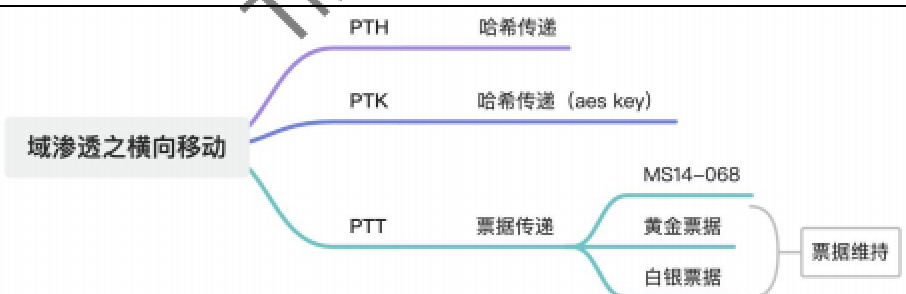 PTH 哈希传递
PTK 哈希传递（aes key）
域渗透之横向移动
MS14-068
PTT 票据传递 黄金票据
票据维持
白银票据